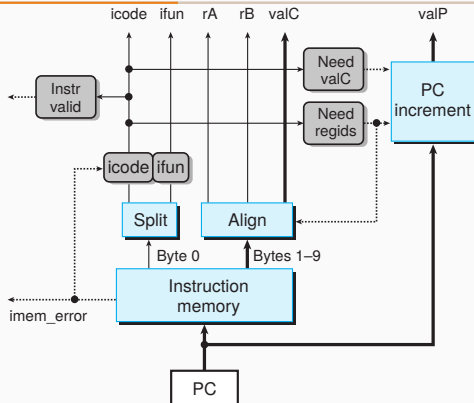 icode ifun rA rB valC valP
Need
valC
PC
increment
Instr
valid
Need
regids
icode ifun
Split
Align
Byte 0
Bytes 1–9
Instruction
memory
imem_error
PC